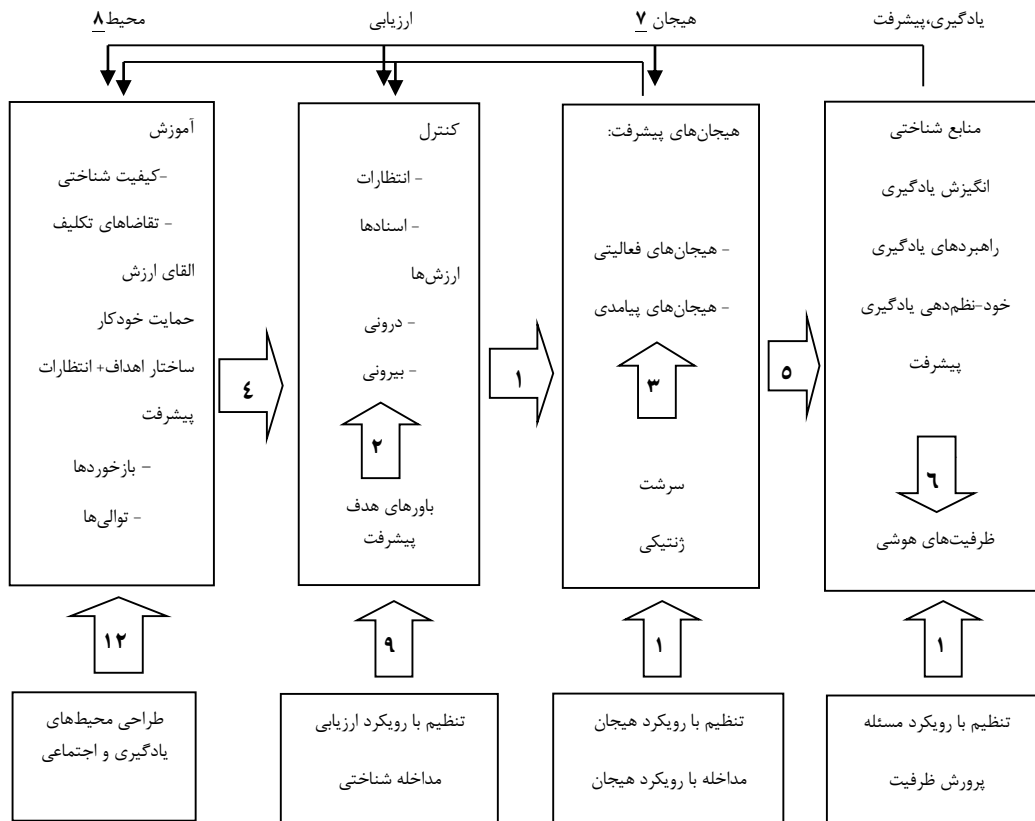 یادگیری،پیشرفت
هیجان ۷
ارزیابی
محیط۸
منابع شناختی
انگیزش یادگیری
راهبردهای یادگیری
خود-نظم‌دهی یادگیری
پیشرفت
۶
ظرفیت‌های هوشی
۵
هیجان‌های پیشرفت:
- هیجان‌های فعالیتی
- هیجان‌های پیامدی
۳
سرشت
ژنتیکی
۱
کنترل
- انتظارات
- اسنادها
ارزش‌ها
- درونی
- بیرونی
۲
باورهای هدف
پیشرفت
٤
آموزش
-کیفیت شناختی
- تقاضاهای تکلیف
القای ارزش
حمایت خودکار
ساختار اهداف+ انتظارات
پیشرفت
- بازخوردها
- توالی‌ها
۱
۱
۹
۱۲
تنظیم با رویکرد مسئله
پرورش ظرفیت
تنظیم با رویکرد هیجان
مداخله با رویکرد هیجان
تنظیم با رویکرد ارزیابی
مداخله شناختی
طراحی محیط‌های
یادگیری و اجتماعی